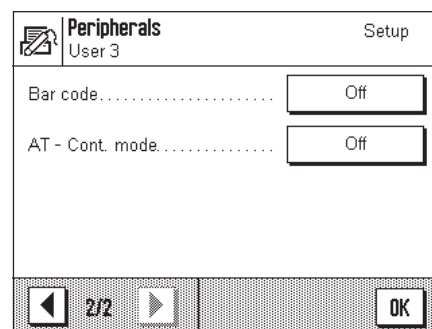 Peripherals Setup
User 3
Bar code...................... Off
AT - Cont. mode............... Off
2/2 OK